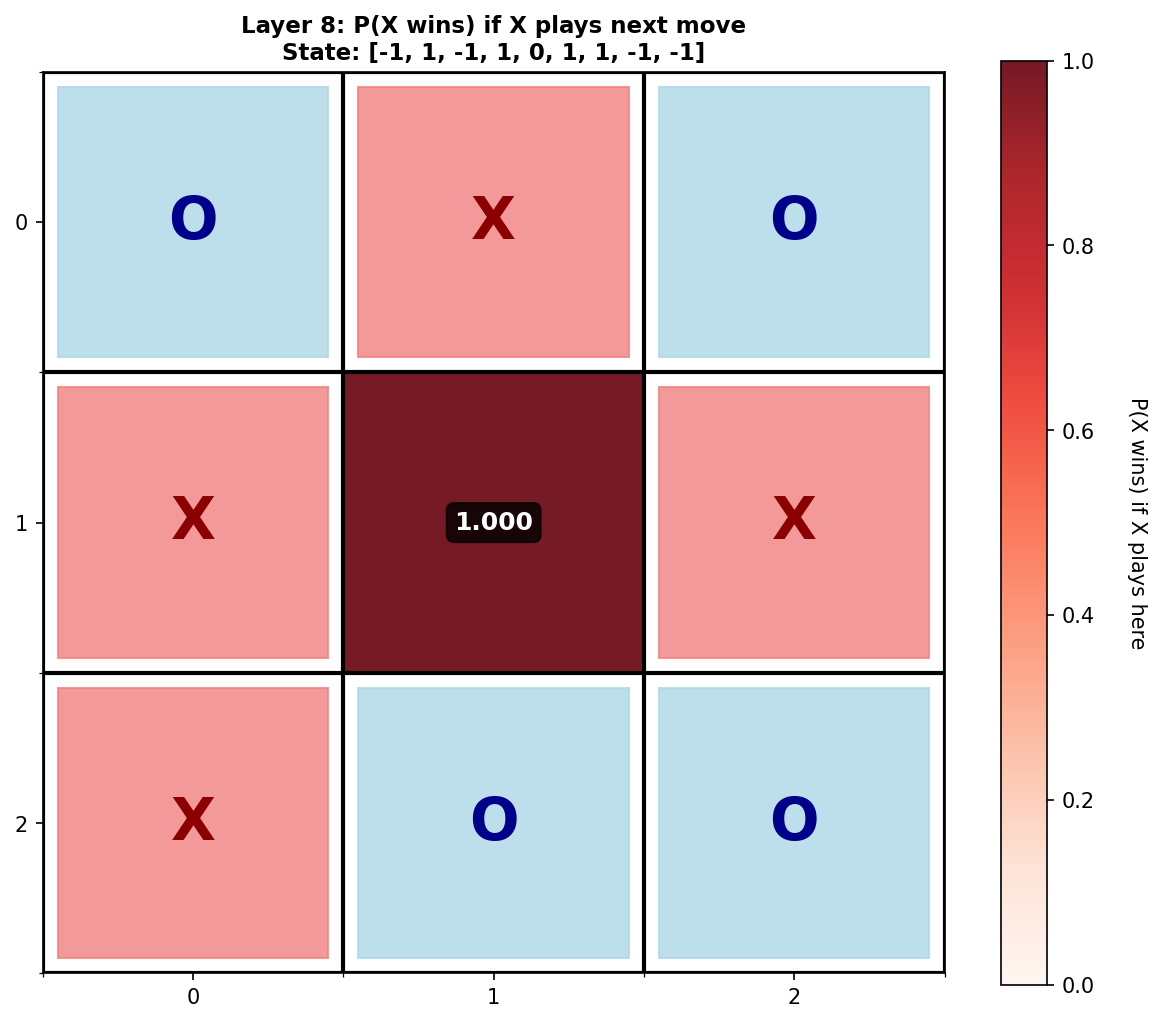 Layer 8: P(X wins) if X plays next move
State: [-1, 1, -1, 1, 0, 1, 1, -1, -1]
O X O
X 1.000 X
X O O
0
1
2
0 1 2
1.0
0.8
0.6
0.4
0.2
0.0
P(X wins) if X plays here